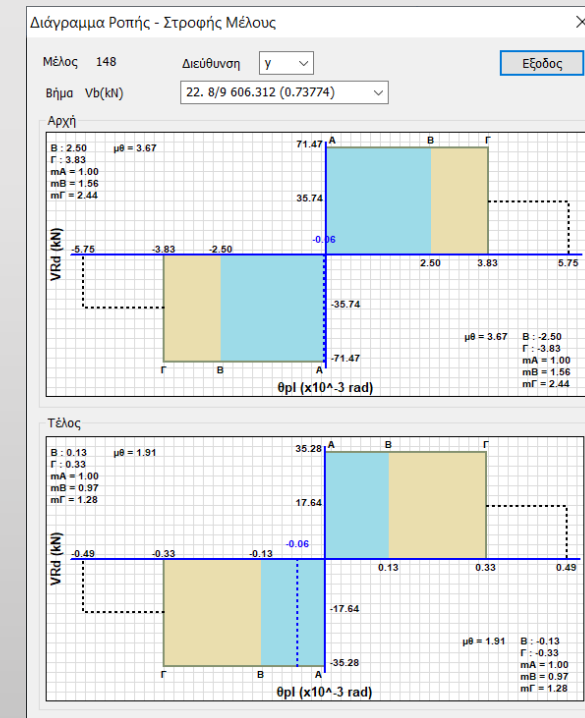 Διάγραμμα Ροπής - Στροφής Μέλους
Μέλος 148 Διεύθυνση y Εξοδος
Βήμα Vb(kN) 22. 8/9 606.312 (0.73774)
Αρχή
B : 2.50 μθ = 3.67
Γ : 3.83
mA = 1.00
mB = 1.56
mΓ = 2.44
71.47 A B Γ
35.74
-0.06
-5.75 -3.83 -2.50
2.50 3.83 5.75
VRd (kN)
-35.74
-71.47
Γ B A
μθ = 3.67 B : -2.50
Γ : -3.83
mA = 1.00
mB = 1.56
mΓ = 2.44
θpl (x10^-3 rad)
Τέλος
B : 0.13 μθ = 1.91
Γ : 0.33
mA = 1.00
mB = 0.97
mΓ = 1.28
35.28 A B Γ
17.64
-0.06
-0.49 -0.33 -0.13
0.13 0.33 0.49
VRd (kN)
-17.64
-35.28
Γ B A
μθ = 1.91 B : -0.13
Γ : -0.33
mA = 1.00
mB = 0.97
mΓ = 1.28
θpl (x10^-3 rad)